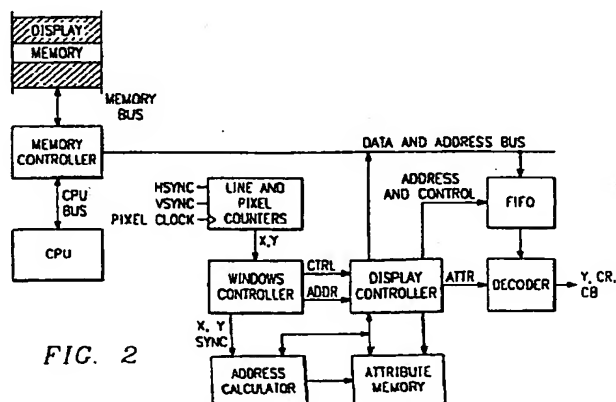 DISPLAY
MEMORY
MEMORY
BUS
MEMORY
CONTROLLER
DATA AND ADDRESS BUS
CPU
BUS
HSYNC
VSYNC
PIXEL CLOCK
LINE AND
PIXEL
COUNTERS
ADDRESS
AND CONTROL
FIFO
CPU
X,Y
WINDOWS
CONTROLLER
CTRL
ADDR
DISPLAY
CONTROLLER
ATTR
DECODER
Y, CR,
CB
X, Y
SYNC
FIG. 2
ADDRESS
CALCULATOR
ATTRIBUTE
MEMORY